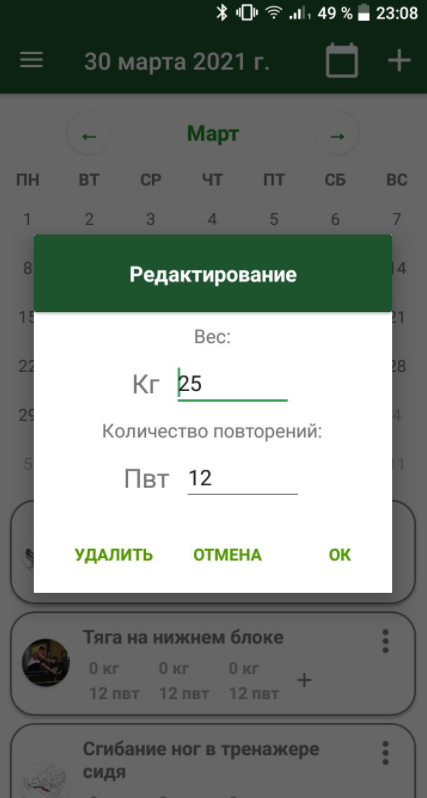 49 % 23:08
30 марта 2021 г.
← Март →
ПН ВТ СР ЧТ ПТ СБ ВС
1 2 3 4 5 6 7
8 14
Редактирование
15 21
Вес:
22 28
Кг 25
29 4
Количество повторений:
5 11
Пвт 12
УДАЛИТЬ ОТМЕНА ОК
Тяга на нижнем блоке
0 кг 0 кг 0 кг
12 пвт 12 пвт 12 пвт +
Сгибание ног в тренажере
сидя